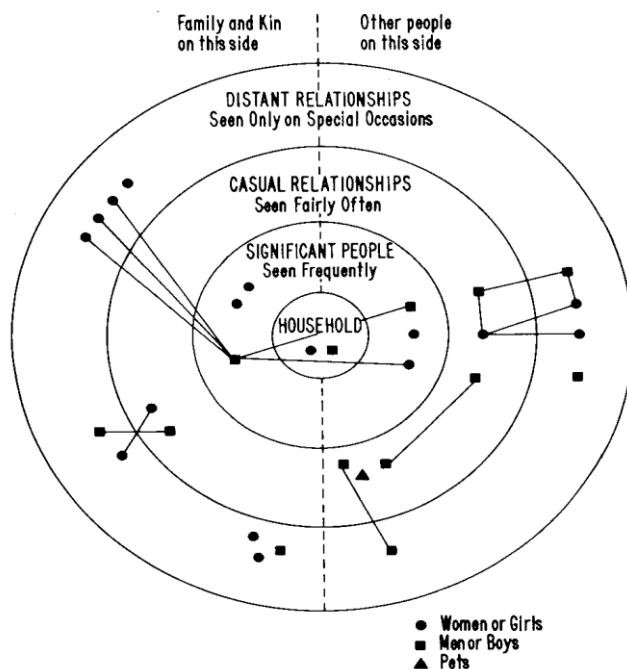 Family and Kin
on this side
Other people
on this side
DISTANT RELATIONSHIPS
Seen Only on Special Occasions
CASUAL RELATIONSHIPS
Seen Fairly Often
SIGNIFICANT PEOPLE
Seen Frequently
HOUSEHOLD
Women or Girls
Men or Boys
Pets